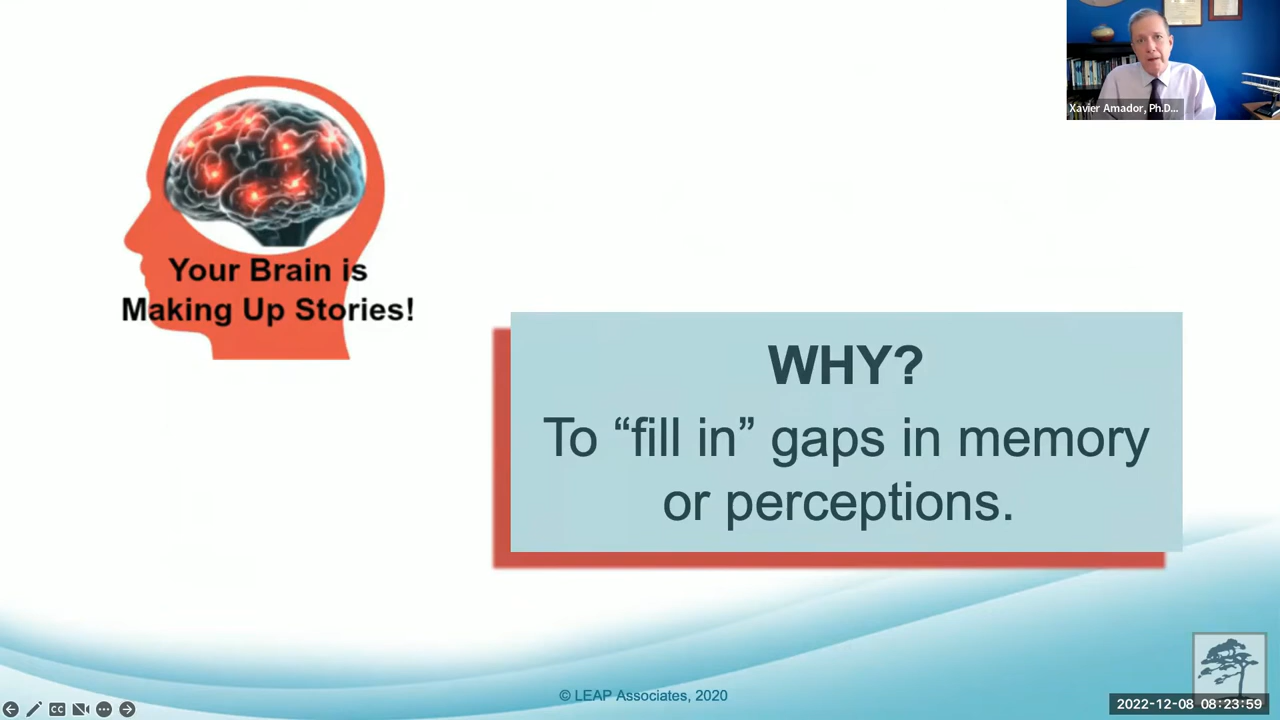 Xavier Amador, Ph.D...
Your Brain is
Making Up Stories!
WHY?
To “fill in” gaps in memory
or perceptions.
© LEAP Associates, 2020
CC
2022-12-08 08:23:59